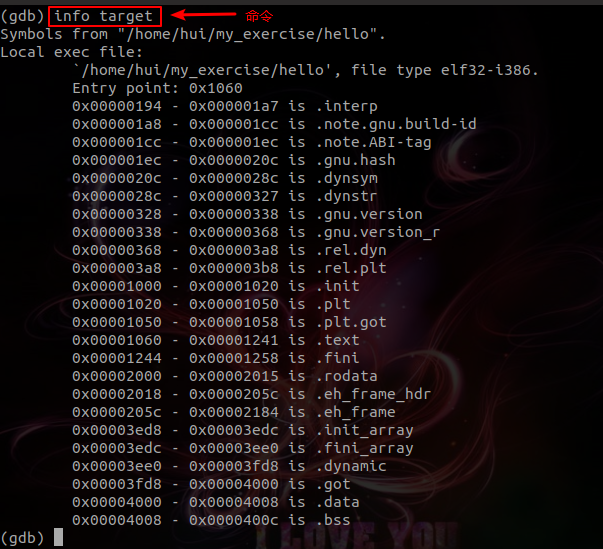 (gdb) info target 命令
Symbols from "/home/hui/my_exercise/hello".
Local exec file:
`/home/hui/my_exercise/hello', file type elf32-i386.
Entry point: 0x1060
0x00000194 - 0x000001a7 is .interp
0x000001a8 - 0x000001cc is .note.gnu.build-id
0x000001cc - 0x000001ec is .note.ABI-tag
0x000001ec - 0x0000020c is .gnu.hash
0x0000020c - 0x0000028c is .dynsym
0x0000028c - 0x00000327 is .dynstr
0x00000328 - 0x00000338 is .gnu.version
0x00000338 - 0x00000368 is .gnu.version_r
0x00000368 - 0x000003a8 is .rel.dyn
0x000003a8 - 0x000003b8 is .rel.plt
0x00001000 - 0x00001020 is .init
0x00001020 - 0x00001050 is .plt
0x00001050 - 0x00001058 is .plt.got
0x00001060 - 0x00001241 is .text
0x00001244 - 0x00001258 is .fini
0x00002000 - 0x00002015 is .rodata
0x00002018 - 0x0000205c is .eh_frame_hdr
0x0000205c - 0x00002184 is .eh_frame
0x00003ed8 - 0x00003edc is .init_array
0x00003edc - 0x00003ee0 is .fini_array
0x00003ee0 - 0x00003fd8 is .dynamic
0x00003fd8 - 0x00004000 is .got
0x00004000 - 0x00004008 is .data
0x00004008 - 0x0000400c is .bss
(gdb)
I LOVE YOU